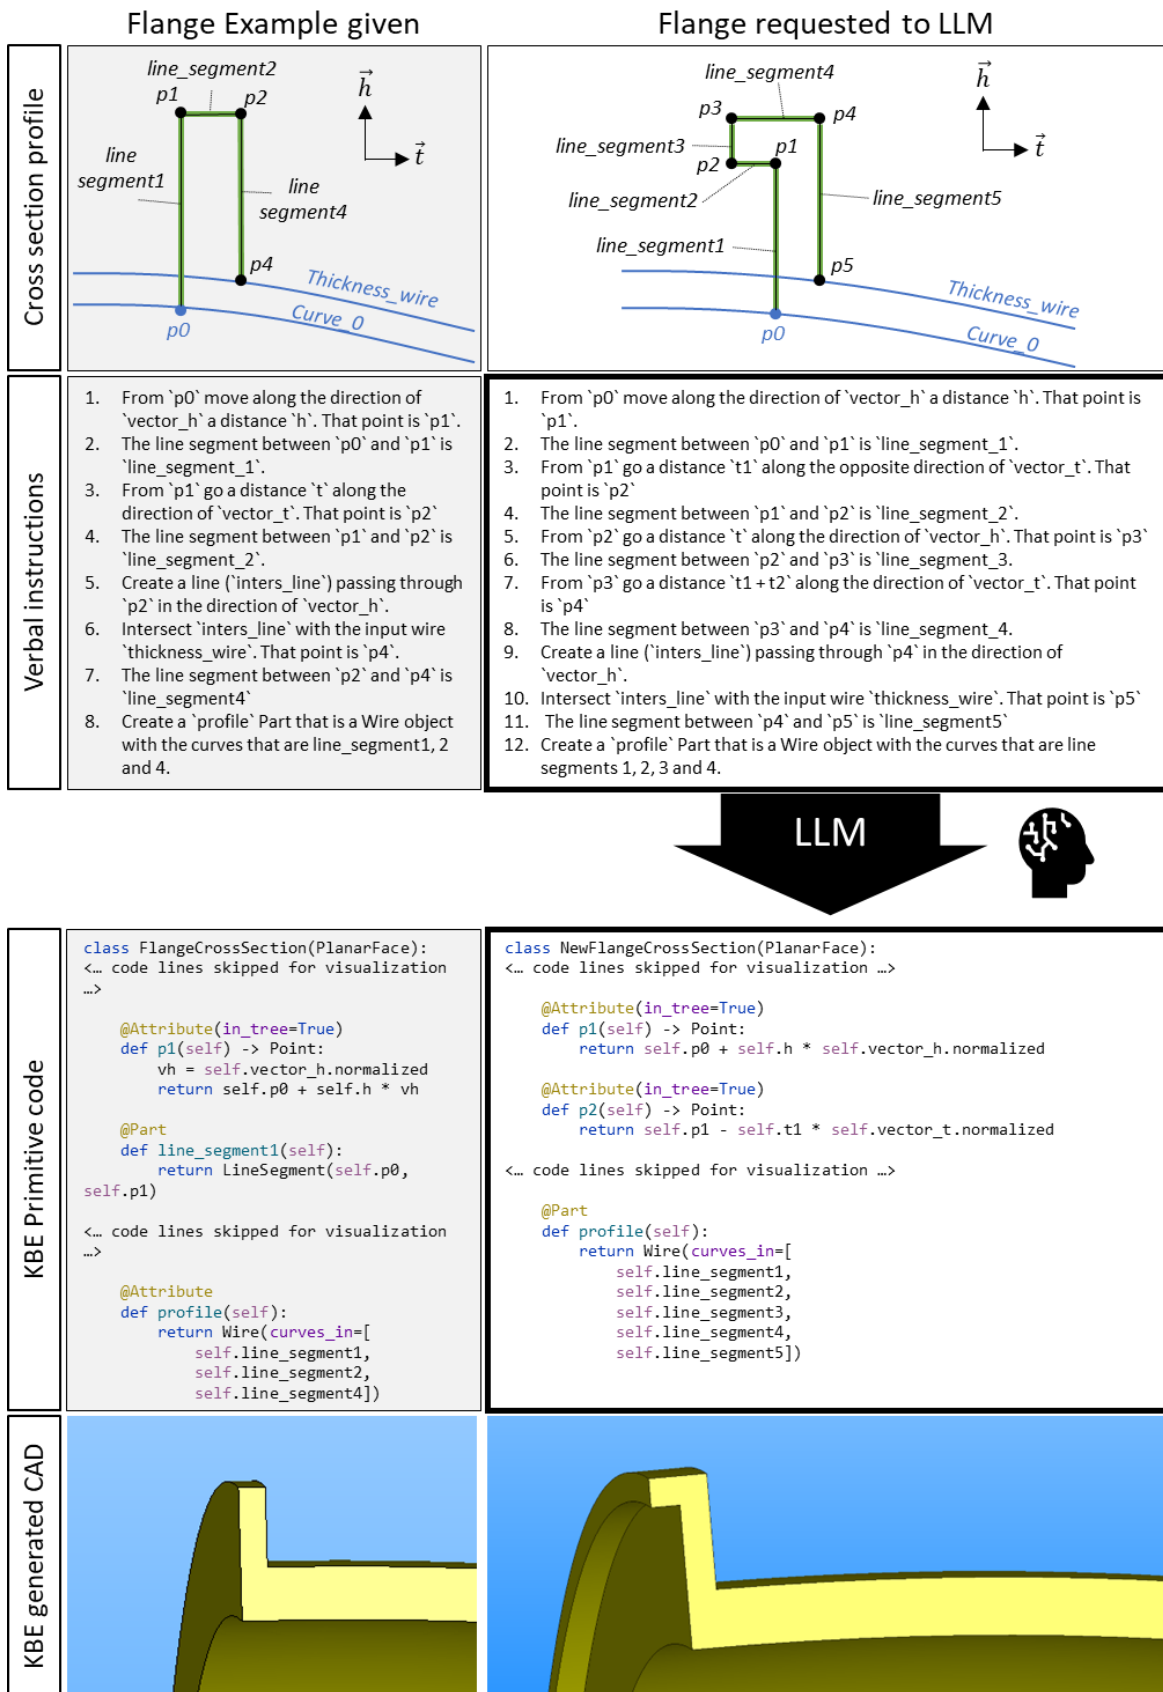 Flange Example given
Flange requested to LLM
Cross section profile
line_segment2
p1
p2
h
t
line
segment1
line
segment4
p4
Thickness_wire
Curve_0
p0
line_segment4
p3
p4
h
t
line_segment3
p1
p2
line_segment2
line_segment5
line_segment1
p5
Thickness_wire
Curve_0
p0
Verbal instructions
1. From `p0` move along the direction of
`vector_h` a distance `h`. That point is `p1`.
2. The line segment between `p0` and `p1` is
`line_segment_1`.
3. From `p1` go a distance `t` along the
direction of `vector_t`. That point is `p2`
4. The line segment between `p1` and `p2` is
`line_segment_2`.
5. Create a line (`inters_line`) passing through
`p2` in the direction of `vector_h`.
6. Intersect `inters_line` with the input wire
`thickness_wire`. That point is `p4`.
7. The line segment between `p2` and `p4` is
`line_segment4`
8. Create a `profile` Part that is a Wire object
with the curves that are line_segment1, 2
and 4.
1. From `p0` move along the direction of `vector_h` a distance `h`. That point is
`p1`.
2. The line segment between `p0` and `p1` is `line_segment_1`.
3. From `p1` go a distance `t1` along the opposite direction of `vector_t`. That
point is `p2`
4. The line segment between `p1` and `p2` is `line_segment_2`.
5. From `p2` go a distance `t` along the direction of `vector_h`. That point is `p3`
6. The line segment between `p2` and `p3` is `line_segment_3.
7. From `p3` go a distance `t1 + t2` along the direction of `vector_t`. That point
is `p4`
8. The line segment between `p3` and `p4` is `line_segment_4.
9. Create a line (`inters_line`) passing through `p4` in the direction of
`vector_h`.
10. Intersect `inters_line` with the input wire `thickness_wire`. That point is `p5`
11. The line segment between `p4` and `p5` is `line_segment5`
12. Create a `profile` Part that is a Wire object with the curves that are line
segments 1, 2, 3 and 4.
LLM
KBE Primitive code
class FlangeCrossSection(PlanarFace):
<… code lines skipped for visualization
…>
@Attribute(in_tree=True)
def p1(self) -> Point:
vh = self.vector_h.normalized
return self.p0 + self.h * vh
@Part
def line_segment1(self):
return LineSegment(self.p0,
self.p1)
<… code lines skipped for visualization
…>
@Attribute
def profile(self):
return Wire(curves_in=[
self.line_segment1,
self.line_segment2,
self.line_segment4])
class NewFlangeCrossSection(PlanarFace):
<… code lines skipped for visualization …>
@Attribute(in_tree=True)
def p1(self) -> Point:
return self.p0 + self.h * self.vector_h.normalized
@Attribute(in_tree=True)
def p2(self) -> Point:
return self.p1 - self.t1 * self.vector_t.normalized
<… code lines skipped for visualization …>
@Part
def profile(self):
return Wire(curves_in=[
self.line_segment1,
self.line_segment2,
self.line_segment3,
self.line_segment4,
self.line_segment5])
KBE generated CAD